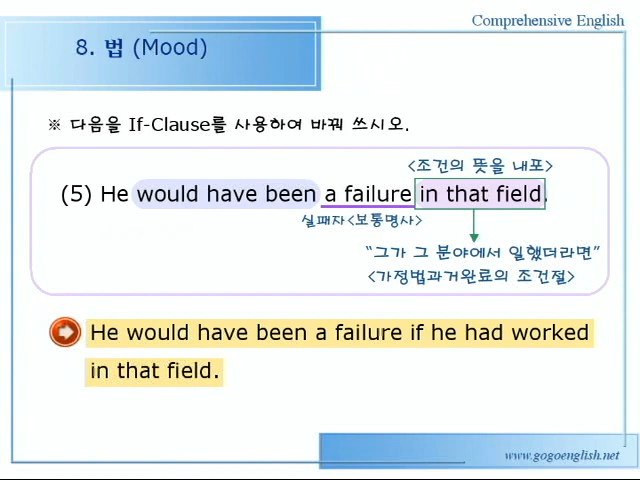 Comprehensive English
8. 법 (Mood)
※ 다음을 If-Clause를 사용하여 바꿔 쓰시오.
<조건의 뜻을 내포>
(5) He would have been a failure in that field.
실패자<보통명사>
“그가 그 분야에서 일했더라면”
<가정법과거완료의 조건절>
He would have been a failure if he had worked
in that field.
www.gogoenglish.net